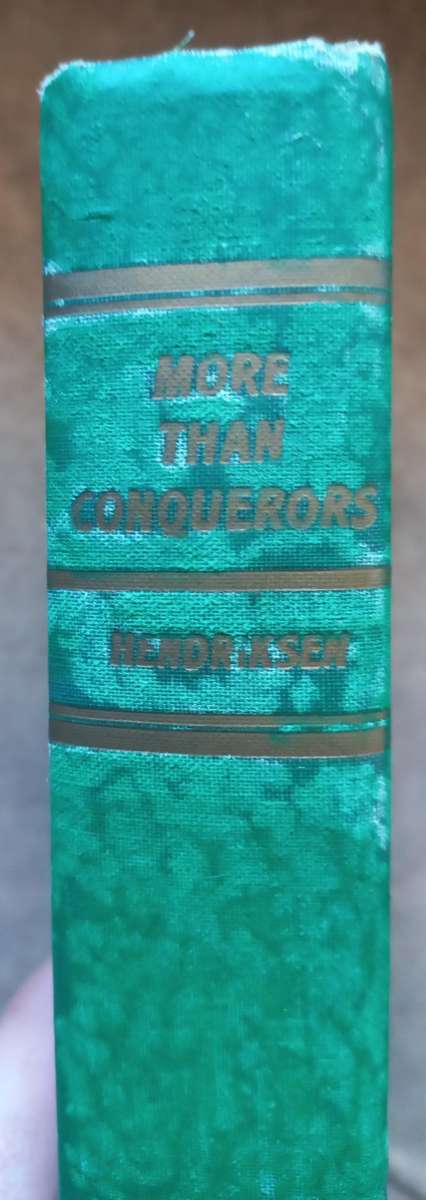 MORE
THAN
CONQUERORS
HENDRiKSEN